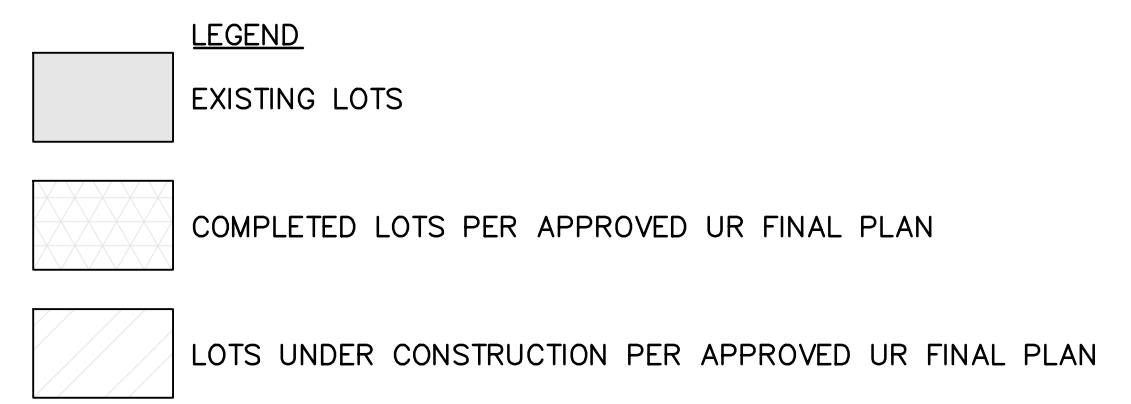 LEGEND
EXISTING LOTS
COMPLETED LOTS PER APPROVED UR FINAL PLAN
LOTS UNDER CONSTRUCTION PER APPROVED UR FINAL PLAN